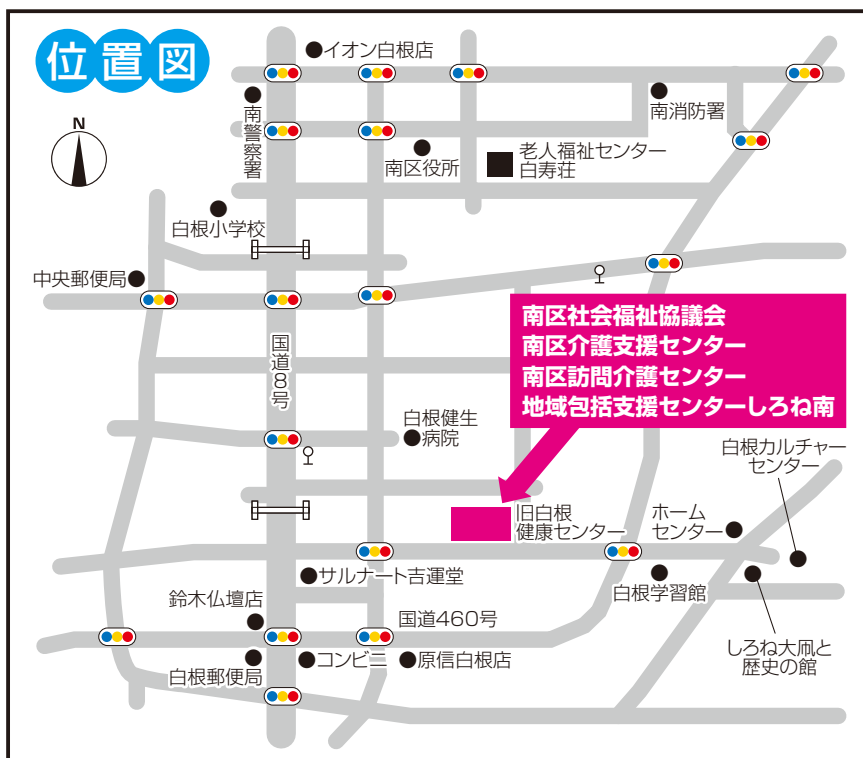 位置図
N
イオン白根店
南警察署
南消防署
南区役所
老人福祉センター
白寿荘
白根小学校
中央郵便局
南区社会福祉協議会
南区介護支援センター
南区訪問介護センター
地域包括支援センターしろね南
国道8号
白根健生
病院
白根カルチャー
センター
旧白根
健康センター
ホーム
センター
サルナート吉運堂
白根学習館
鈴木仏壇店
国道460号
しろね大凧と
歴史の館
白根郵便局
コンビニ
原信白根店